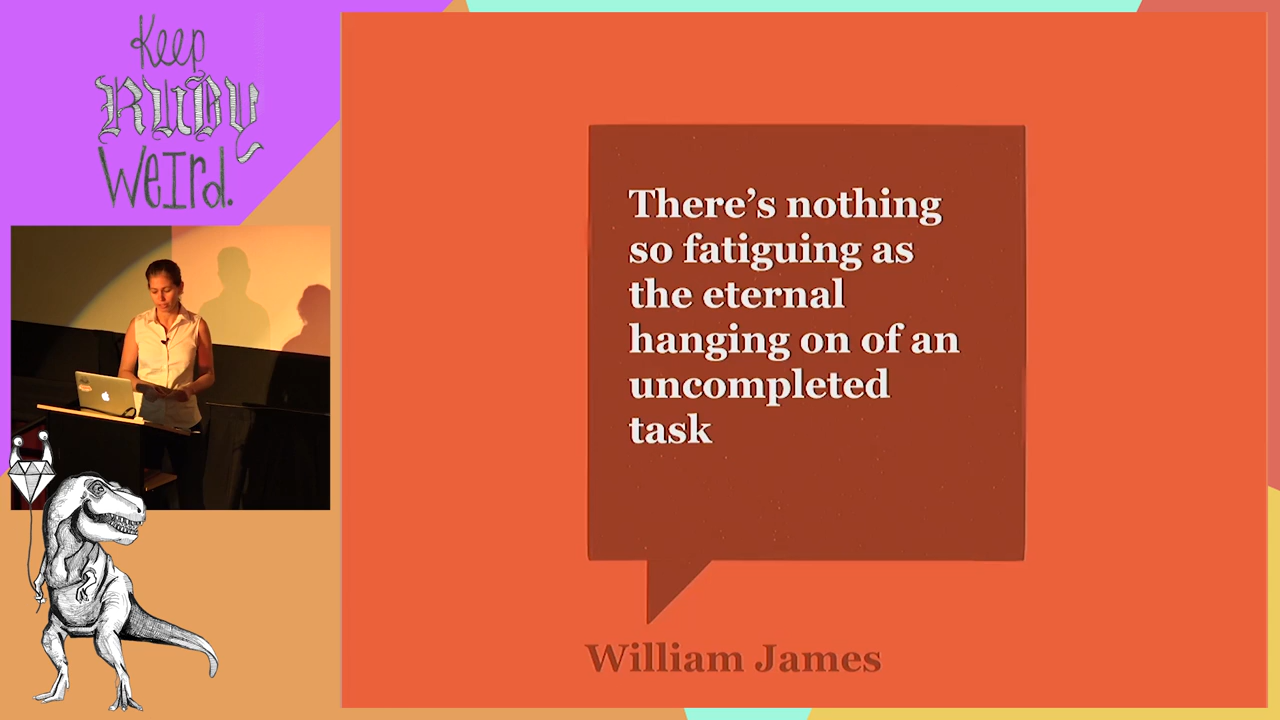 Keep
RUBY
Weird.
There’s nothing
so fatiguing as
the eternal
hanging on of an
uncompleted
task
William James